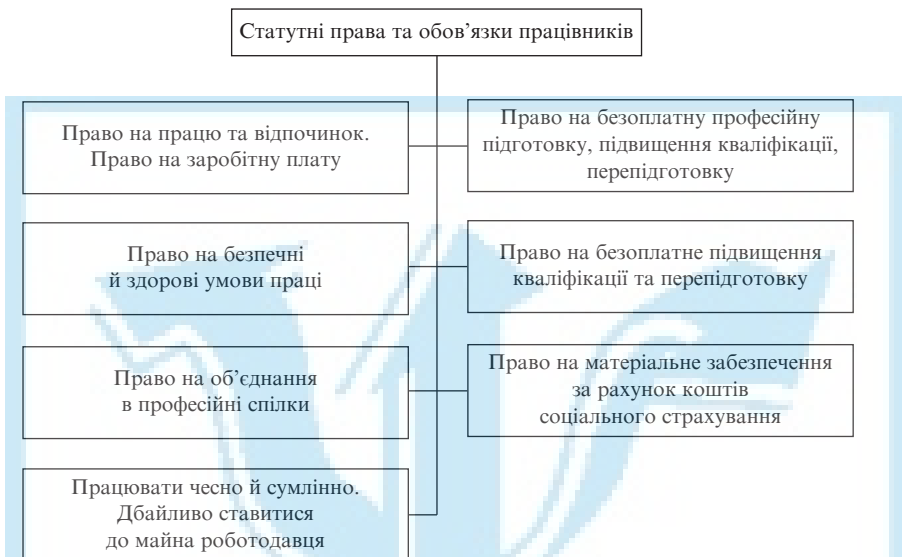 Статутні права та обов’язки працівників
Право на працю та відпочинок.
Право на заробітну плату
Право на безоплатну професійну
підготовку, підвищення кваліфікації,
перепідготовку
Право на безпечні
й здорові умови праці
Право на безоплатне підвищення
кваліфікації та перепідготовку
Право на об’єднання
в професійні спілки
Право на матеріальне забезпечення
за рахунок коштів
соціального страхування
Працювати чесно й сумлінно.
Дбайливо ставитися
до майна роботодавця